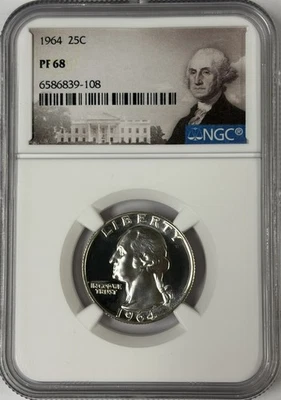 1964 25C
PF 68
6586839-108
NGC®
LIBERTY
IN GOD WE
TRUST
1964